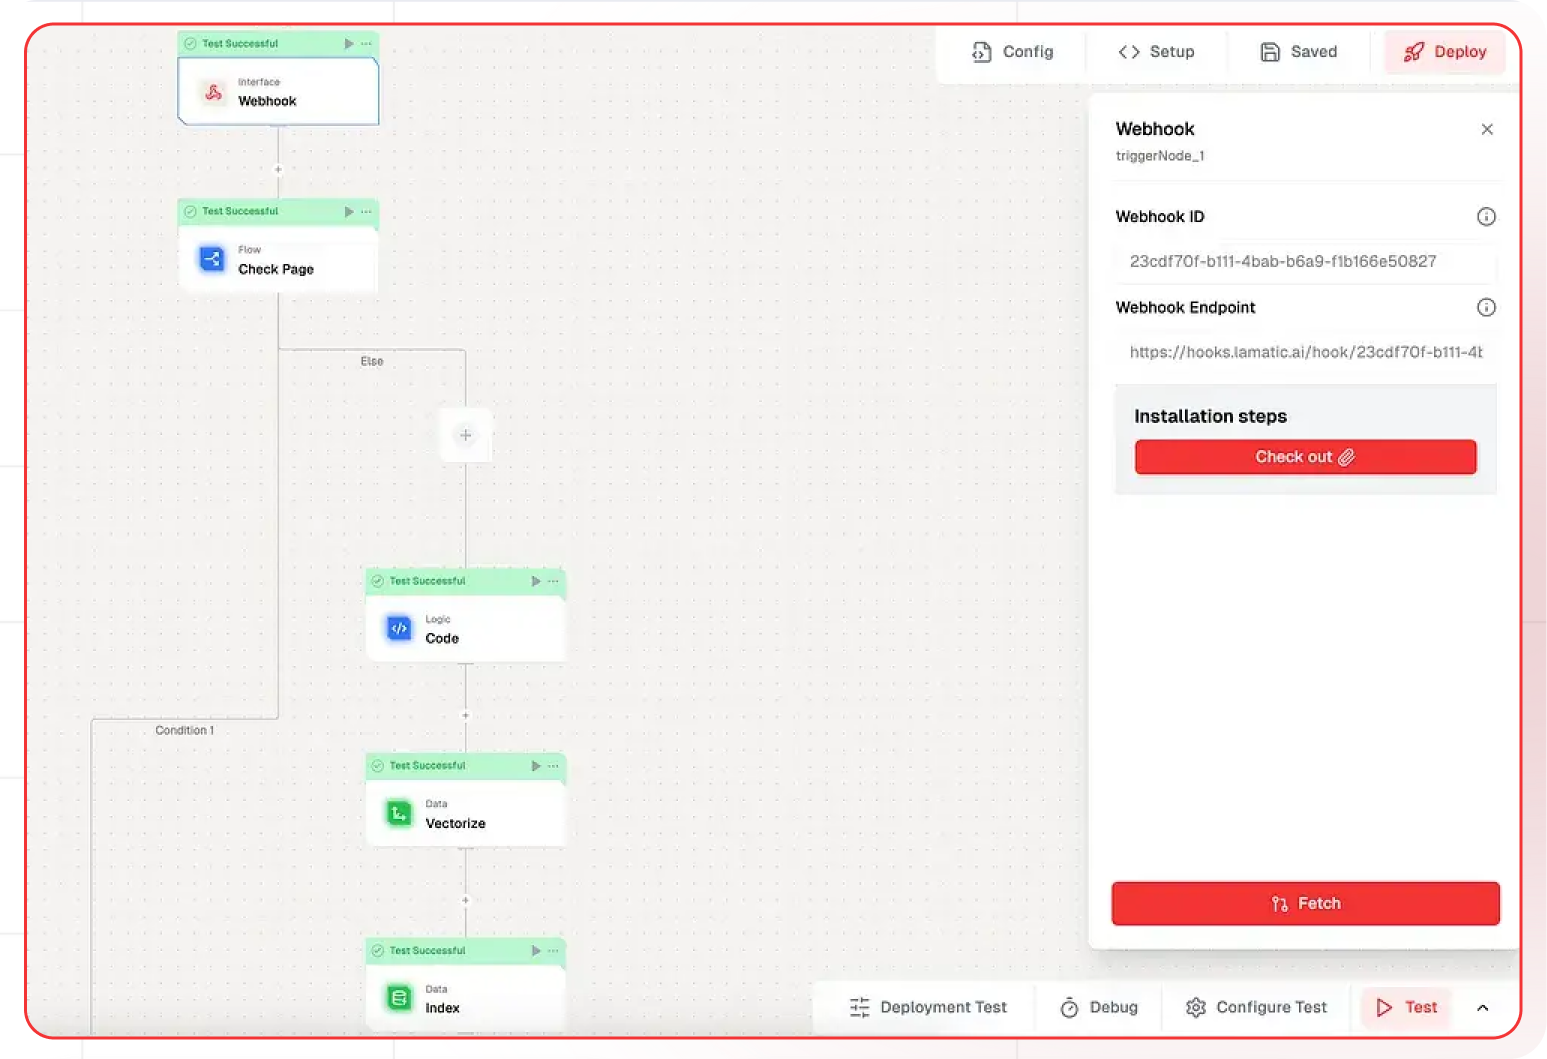 Config
Setup
Saved
Deploy
Test Successful
Interface
Webhook
Test Successful
Flow
Check Page
Else
Condition 1
Test Successful
Logic
Code
Test Successful
Data
Vectorize
Test Successful
Data
Index
Webhook
triggerNode_1
Webhook ID
23cdf70f-b111-4bab-b6a9-f1b166e50827
Webhook Endpoint
https://hooks.lamatic.ai/hook/23cdf70f-b111-4b
Installation steps
Check out
Fetch
Deployment Test
Debug
Configure Test
Test